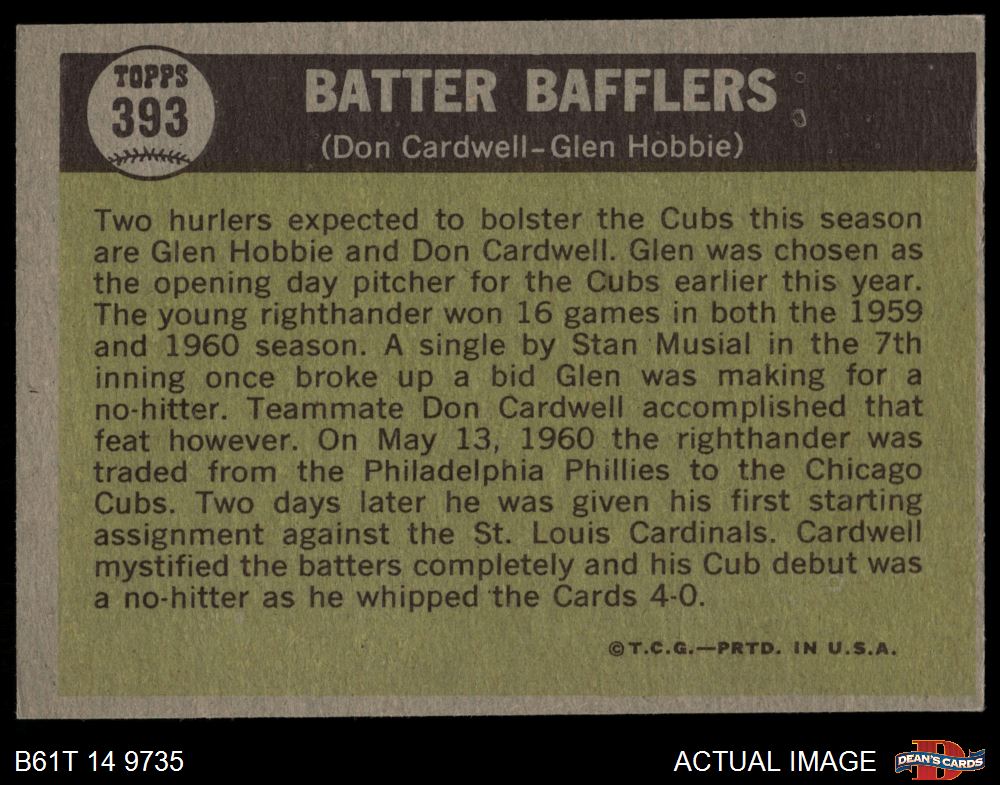 TOPPS
393
BATTER BAFFLERS
(Don Cardwell-Glen Hobbie)
Two hurlers expected to bolster the Cubs this season
are Glen Hobbie and Don Cardwell. Glen was chosen as
the opening day pitcher for the Cubs earlier this year.
The young righthander won 16 games in both the 1959
and 1960 season. A single by Stan Musial in the 7th
inning once broke up a bid Glen was making for a
no-hitter. Teammate Don Cardwell accomplished that
feat however. On May 13, 1960 the righthander was
traded from the Philadelphia Phillies to the Chicago
Cubs. Two days later he was given his first starting
assignment against the St. Louis Cardinals. Cardwell
mystified the batters completely and his Cub debut was
a no-hitter as he whipped the Cards 4-0.
©T.C.G.—PRTD. IN U.S.A.
B61T 14 9735
ACTUAL IMAGE
D
DEAN'S CARDS